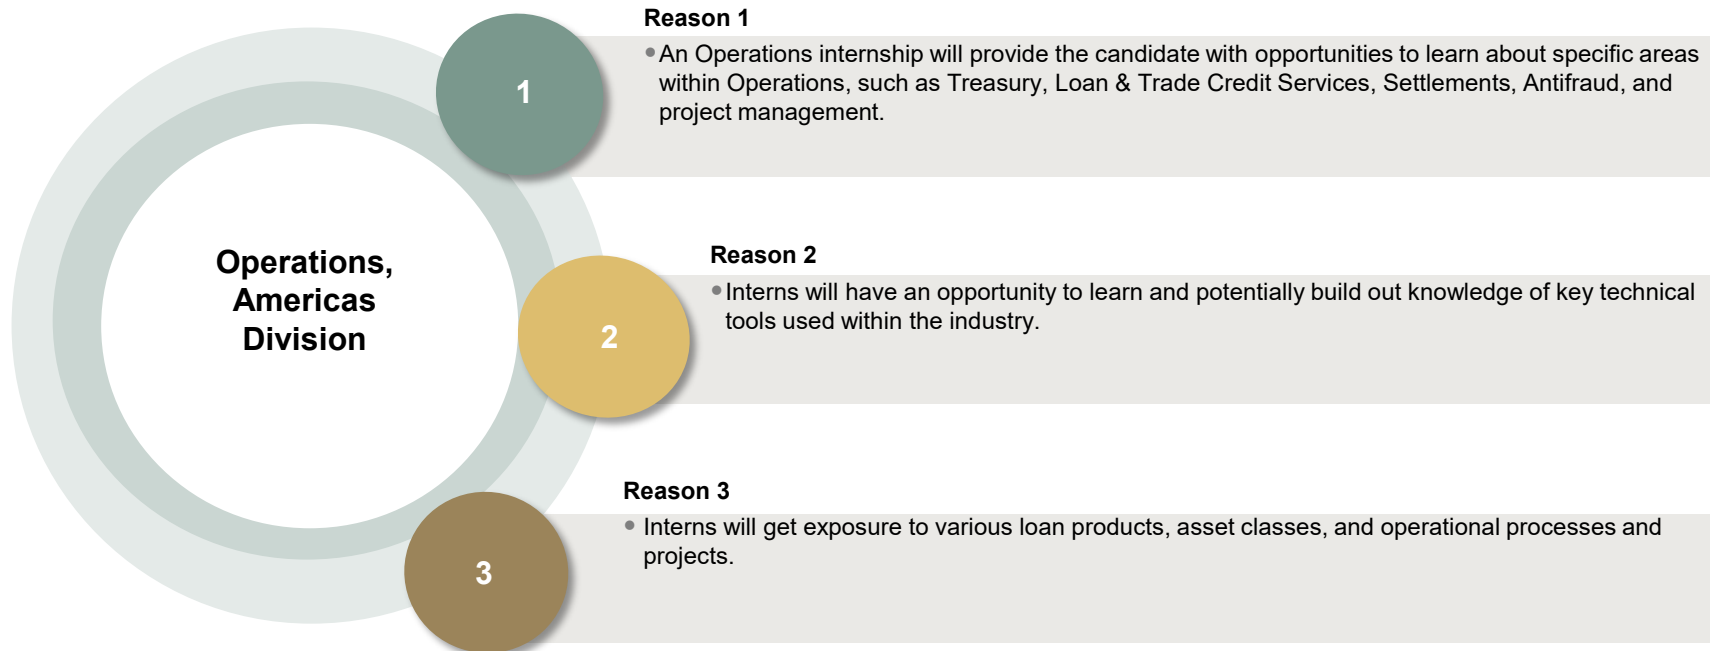 Operations,
Americas
Division
1
Reason 1
•An Operations internship will provide the candidate with opportunities to learn about specific areas
within Operations, such as Treasury, Loan & Trade Credit Services, Settlements, Antifraud, and
project management.
2
Reason 2
•Interns will have an opportunity to learn and potentially build out knowledge of key technical
tools used within the industry.
3
Reason 3
• Interns will get exposure to various loan products, asset classes, and operational processes and
projects.